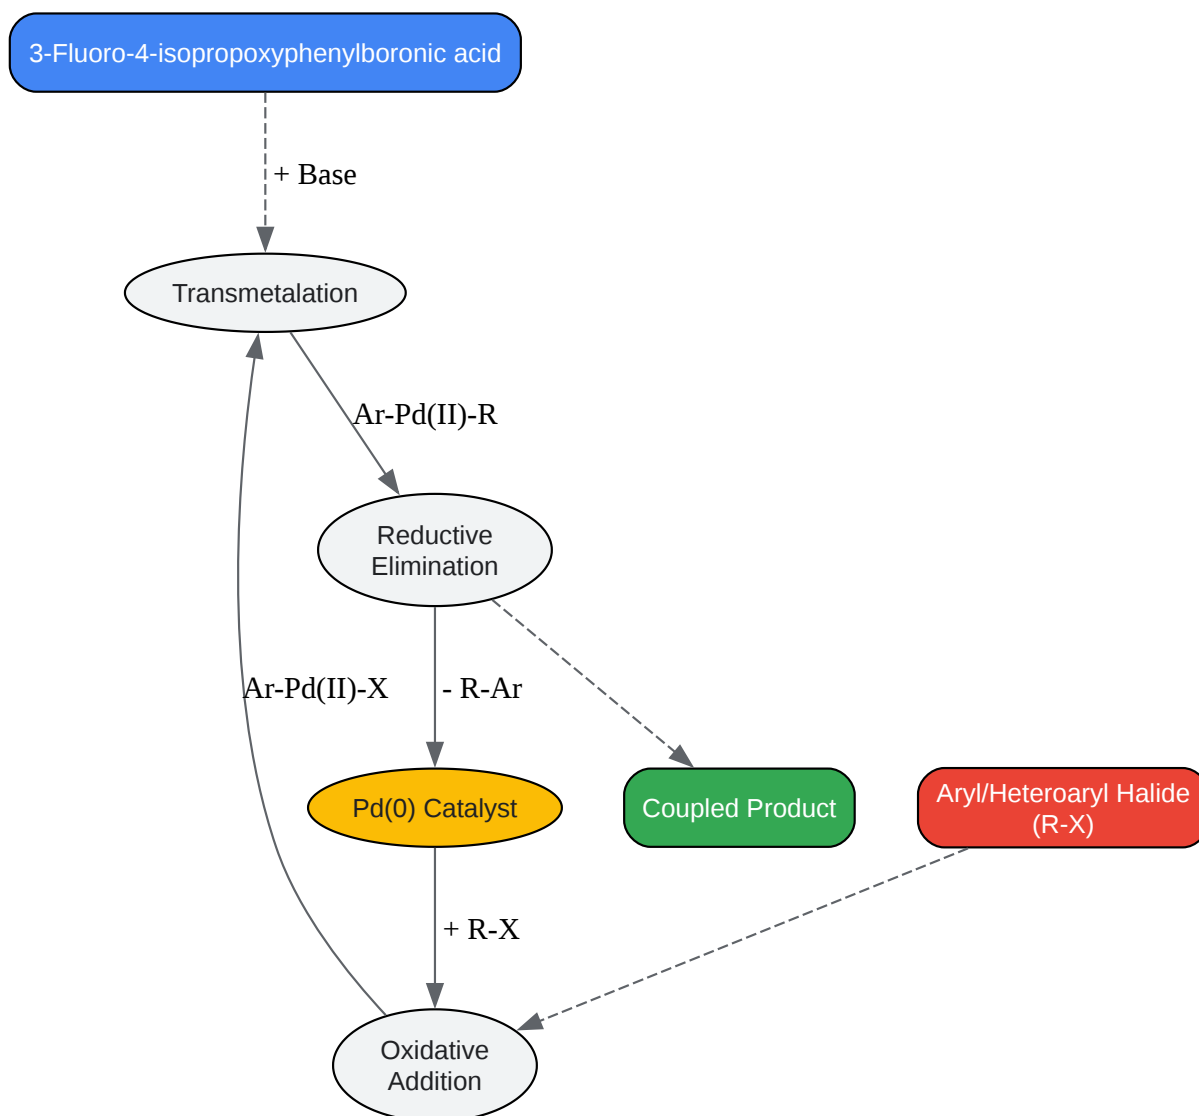 3-Fluoro-4-isopropoxyphenylboronic acid
+ Base
Transmetalation
Ar-Pd(II)-R
Reductive
Elimination
Ar-Pd(II)-X
- R-Ar
Pd(0) Catalyst
Coupled Product
Aryl/Heteroaryl Halide
(R-X)
+ R-X
Oxidative
Addition